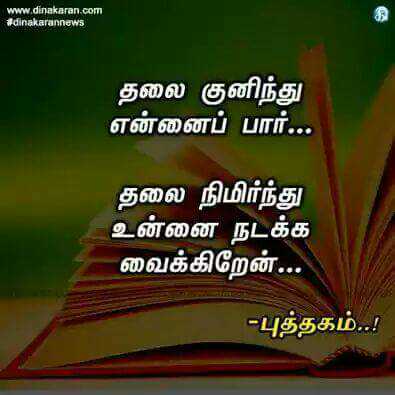 www.dinakaran.com
#dinakarannews
தலை குனிந்து
என்னைப் பார்...
தலை நிமிர்ந்து
உன்னை நடக்க
வைக்கிறேன்...
-புத்தகம்..!